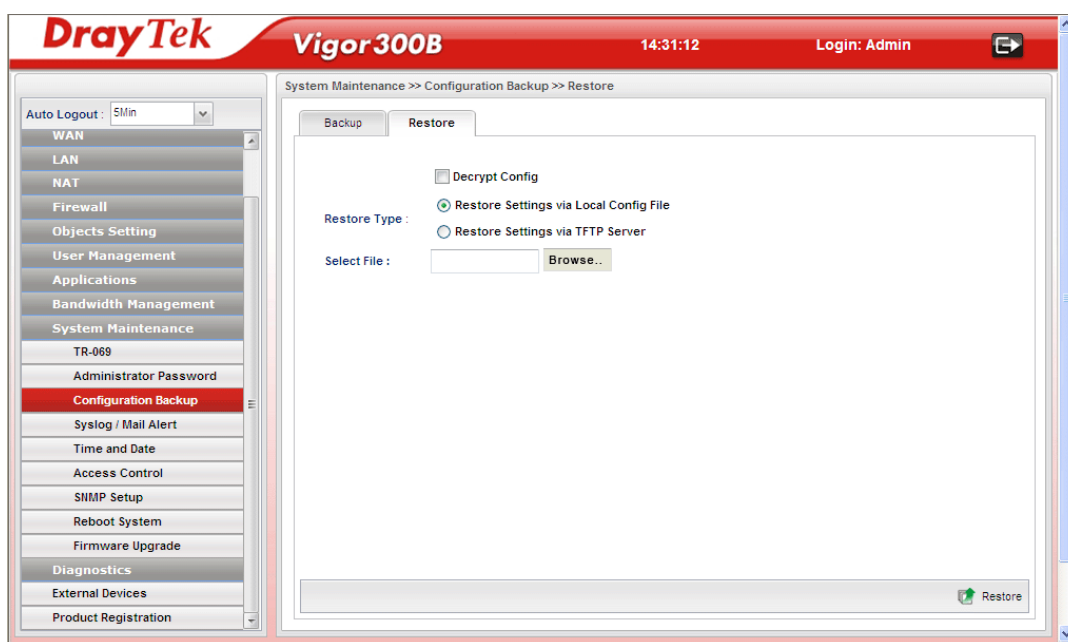 DrayTek
Vigor300B
14:31:12
Login: Admin
System Maintenance >> Configuration Backup >> Restore
Auto Logout : 5Min
WAN
LAN
NAT
Firewall
Objects Setting
User Management
Applications
Bandwidth Management
System Maintenance
TR-069
Administrator Password
Configuration Backup
Syslog / Mail Alert
Time and Date
Access Control
SNMP Setup
Reboot System
Firmware Upgrade
Diagnostics
External Devices
Product Registration
Backup
Restore
Decrypt Config
Restore Type :
Restore Settings via Local Config File
Restore Settings via TFTP Server
Select File :
Browse..
Restore